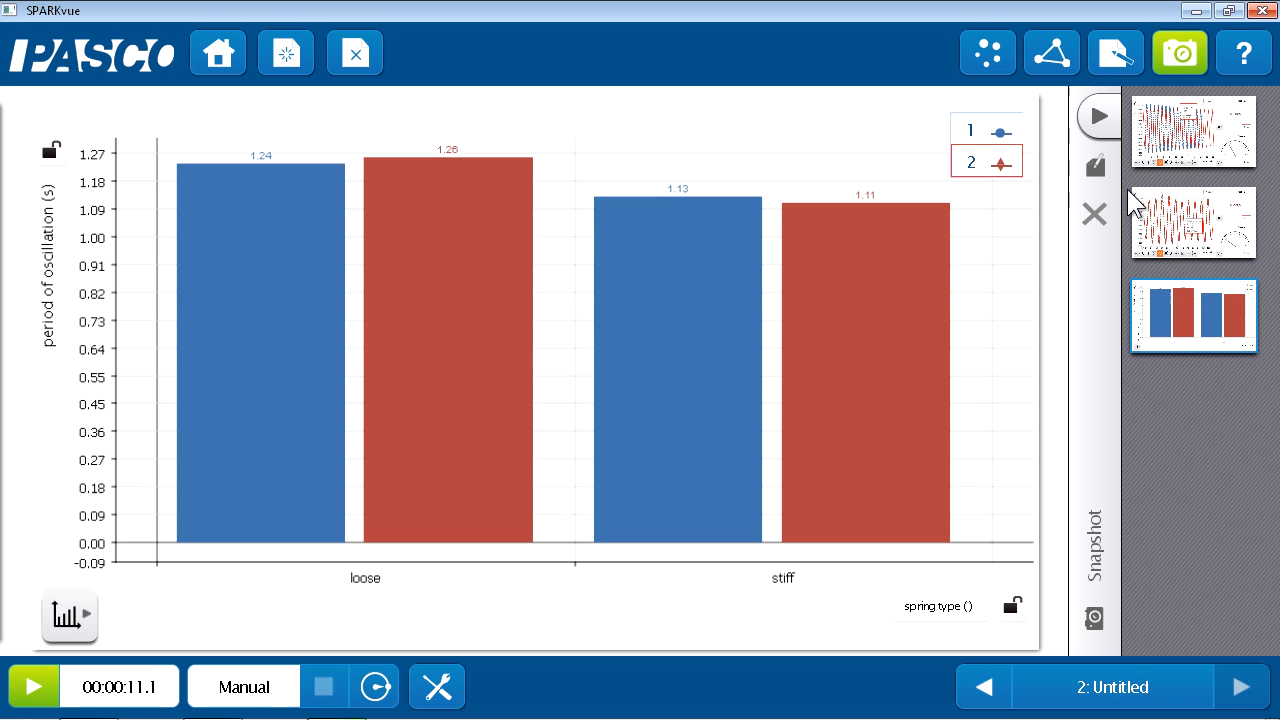 SPARKvue
PASCO
?
1
2
1.27
1.18
1.09
1.00
0.91
0.82
0.73
0.64
0.55
0.45
0.36
0.27
0.18
0.09
0.00
-0.09
period of oscillation (s)
1.24
1.26
1.13
1.11
loose
stiff
spring type ()
Snapshot
00:00:11.1
Manual
2: Untitled